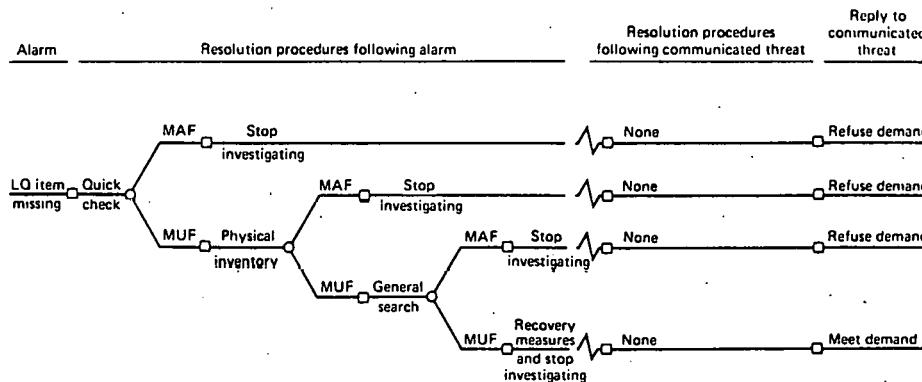 Alarm
Resolution procedures following alarm
Resolution procedures
following communicated threat
Reply to
communicated
threat
MAF Stop
investigating
None
Refuse demand
LQ item
missing
Quick
check
MAF Stop
investigating
None
Refuse demand
MUF Physical
inventory
MAF Stop
investigating
None
Refuse demand
MUF General
search
MUF Recovery
measures
and stop
investigating
None
Meet demand